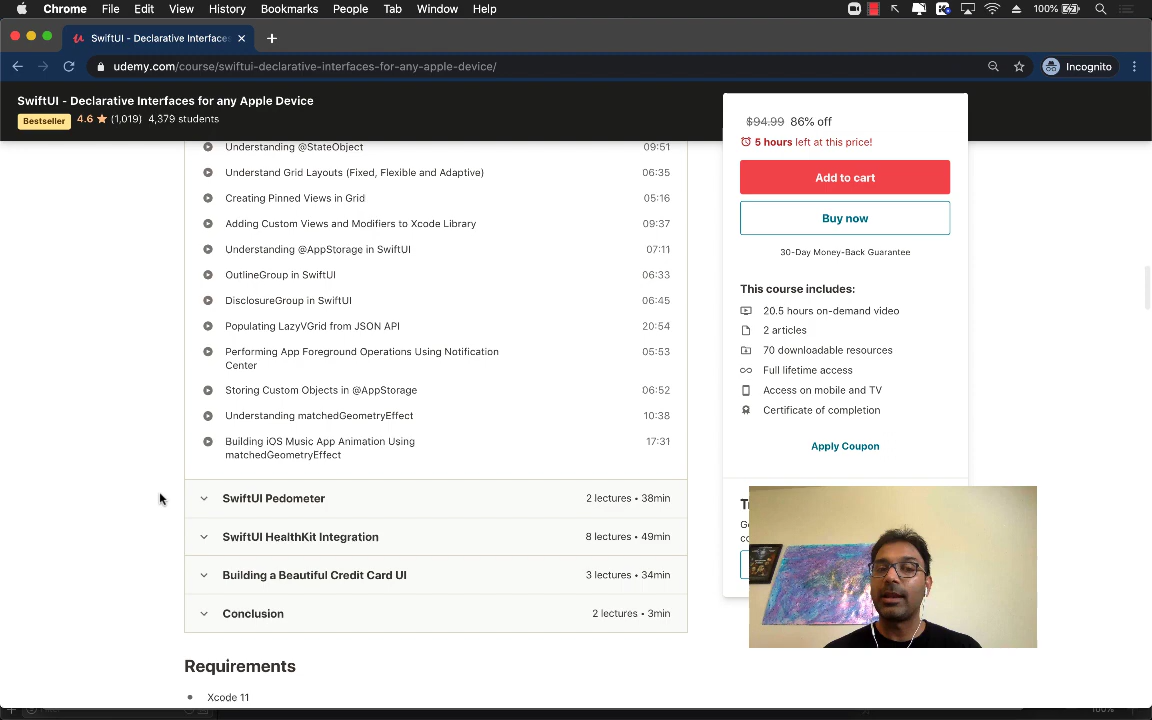 Chrome File Edit View History Bookmarks People Tab Window Help 100%
SwiftUI - Declarative Interfaces
udemy.com/course/swiftui-declarative-interfaces-for-any-apple-device/ Incognito
SwiftUI - Declarative Interfaces for any Apple Device
Bestseller 4.6 (1,019) 4,379 students
Understanding @StateObject 09:51
Understand Grid Layouts (Fixed, Flexible and Adaptive) 06:35
Creating Pinned Views in Grid 05:16
Adding Custom Views and Modifiers to Xcode Library 09:37
Understanding @AppStorage in SwiftUI 07:11
OutlineGroup in SwiftUI 06:33
DisclosureGroup in SwiftUI 06:45
Populating LazyVGrid from JSON API 20:54
Performing App Foreground Operations Using Notification
Center 05:53
Storing Custom Objects in @AppStorage 06:52
Understanding matchedGeometryEffect 10:38
Building iOS Music App Animation Using
matchedGeometryEffect 17:31
SwiftUI Pedometer 2 lectures • 38min
SwiftUI HealthKit Integration 8 lectures • 49min
Building a Beautiful Credit Card UI 3 lectures • 34min
Conclusion 2 lectures • 3min
Requirements
Xcode 11
$94.99 86% off
5 hours left at this price!
Add to cart
Buy now
30-Day Money-Back Guarantee
This course includes:
20.5 hours on-demand video
2 articles
70 downloadable resources
Full lifetime access
Access on mobile and TV
Certificate of completion
Apply Coupon